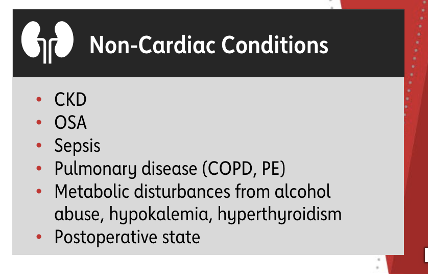 Non-Cardiac Conditions
• CKD
• OSA
• Sepsis
• Pulmonary disease (COPD, PE)
• Metabolic disturbances from alcohol
abuse, hypokalemia, hyperthyroidism
• Postoperative state